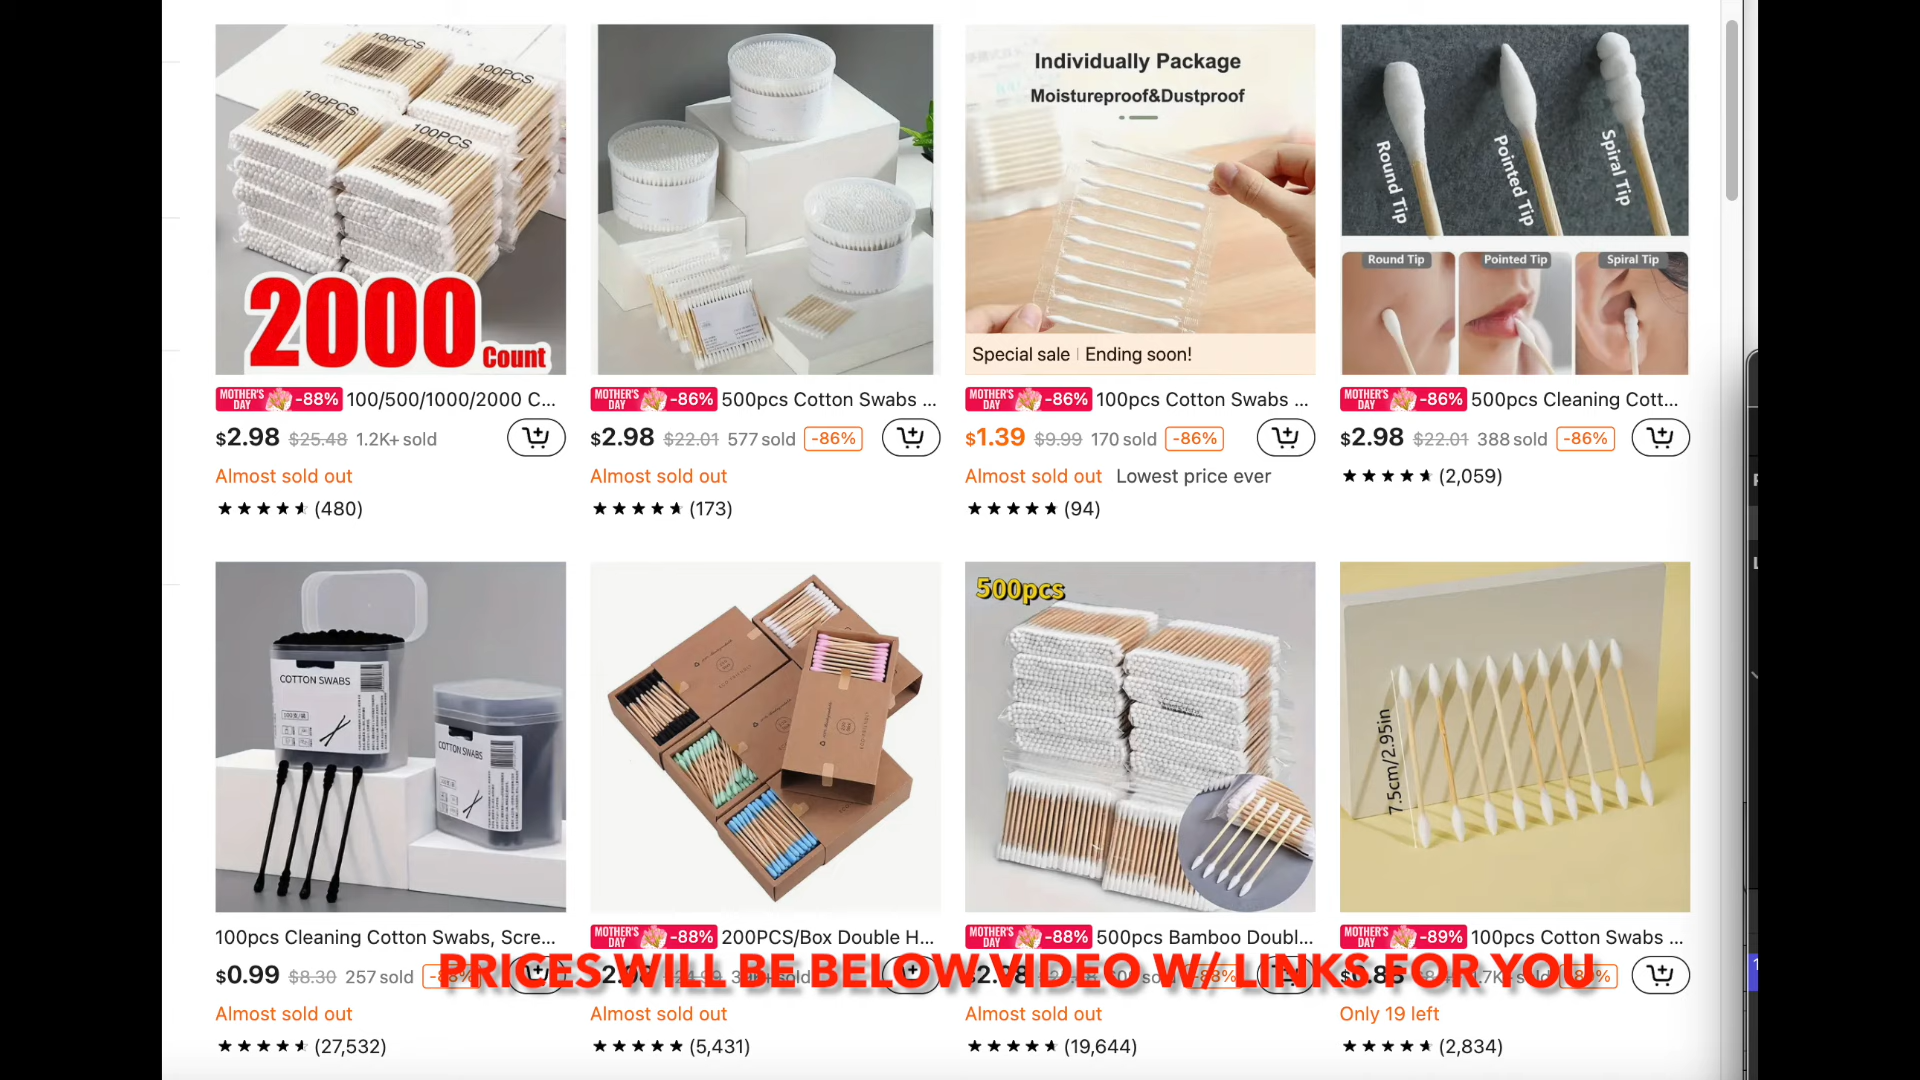 100PCS
100PCS
100PCS
100PCS
2000 Count
Individually Package
Moistureproof&Dustproof
Special sale | Ending soon!
Round Tip
Pointed Tip
Spiral Tip
Round Tip
Pointed Tip
Spiral Tip
MOTHER'S DAY -88% 100/500/1000/2000 C...
$2.98 $25.48 1.2K+ sold
Almost sold out
(480)
MOTHER'S DAY -86% 500pcs Cotton Swabs ...
$2.98 $22.01 577 sold -86%
Almost sold out
(173)
MOTHER'S DAY -86% 100pcs Cotton Swabs ...
$1.39 $9.99 170 sold -86%
Almost sold out Lowest price ever
(94)
MOTHER'S DAY -86% 500pcs Cleaning Cott...
$2.98 $22.01 388 sold -86%
(2,059)
COTTON SWABS
COTTON SWABS
500pcs
7.5cm/2.95in
100pcs Cleaning Cotton Swabs, Scre...
$0.99 $8.30 257 sold
Almost sold out
(27,532)
MOTHER'S DAY -88% 200PCS/Box Double H...
Almost sold out
(5,431)
MOTHER'S DAY -88% 500pcs Bamboo Doubl...
Almost sold out
(19,644)
MOTHER'S DAY -89% 100pcs Cotton Swabs ...
Only 19 left
(2,834)
PRICES WILL BE BELOW VIDEO W/ LINKS FOR YOU